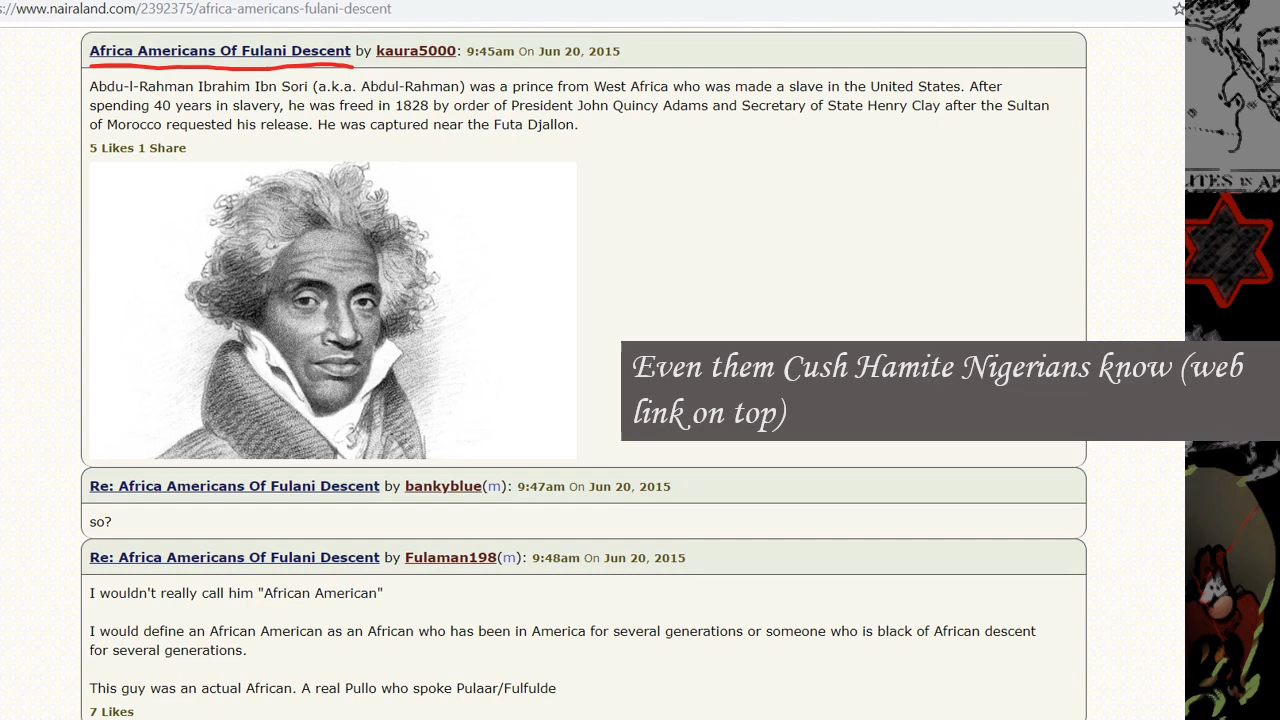 s://www.nairaland.com/2392375/africa-americans-fulani-descent
Africa Americans Of Fulani Descent by kaura5000: 9:45am On Jun 20, 2015
Abdu-l-Rahman Ibrahim Ibn Sori (a.k.a. Abdul-Rahman) was a prince from West Africa who was made a slave in the United States. After
spending 40 years in slavery, he was freed in 1828 by order of President John Quincy Adams and Secretary of State Henry Clay after the Sultan
of Morocco requested his release. He was captured near the Futa Djallon.
5 Likes 1 Share
ITES IN AF
Even them Cush Hamite Nigerians know (web
link on top)
Re: Africa Americans Of Fulani Descent by bankyblue(m): 9:47am On Jun 20, 2015
so?
Re: Africa Americans Of Fulani Descent by Fulaman198(m): 9:48am On Jun 20, 2015
I wouldn't really call him "African American"
I would define an African American as an African who has been in America for several generations or someone who is black of African descent
for several generations.
This guy was an actual African. A real Pullo who spoke Pulaar/Fulfulde
7 Likes